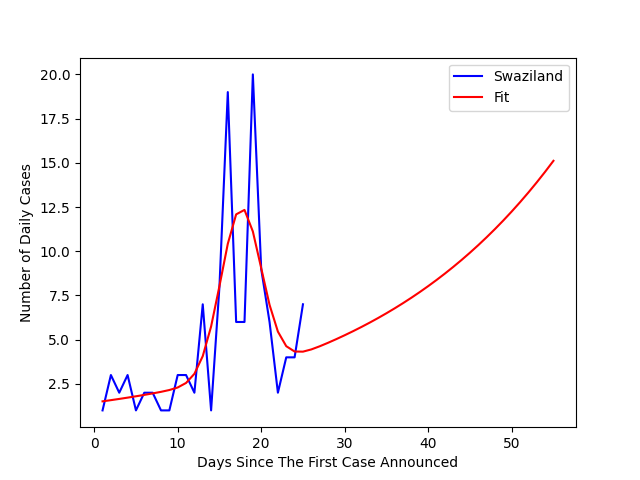 Swaziland
Fit
20.0
17.5
15.0
12.5
10.0
7.5
5.0
2.5
Number of Daily Cases
0 10 20 30 40 50
Days Since The First Case Announced